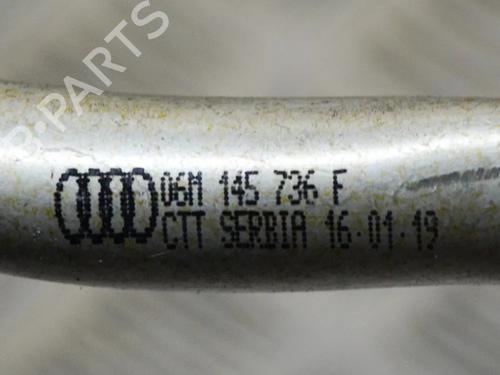 B-PARTS
06M 145 736 F
CTT SERBIA 16·01·19